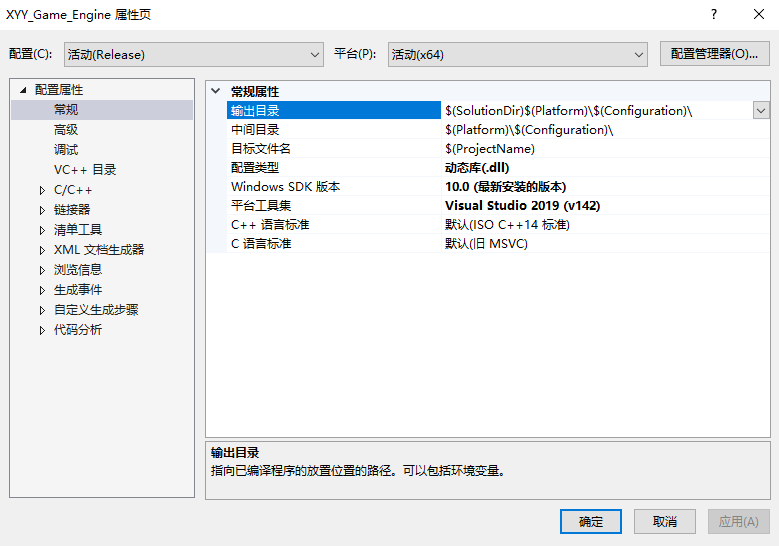 XYY_Game_Engine 属性页
? ×
配置(C): 活动(Release) 平台(P): 活动(x64) 配置管理器(O)...
配置属性
常规
高级
调试
VC++ 目录
C/C++
链接器
清单工具
XML 文档生成器
浏览信息
生成事件
自定义生成步骤
代码分析
常规属性
输出目录 $(SolutionDir)$(Platform)\$(Configuration)\
中间目录 $(Platform)\$(Configuration)\
目标文件名 $(ProjectName)
配置类型 动态库(.dll)
Windows SDK 版本 10.0 (最新安装的版本)
平台工具集 Visual Studio 2019 (v142)
C++ 语言标准 默认(ISO C++14 标准)
C 语言标准 默认(旧 MSVC)
输出目录
指向已编译程序的放置位置的路径。可以包括环境变量。
确定 取消 应用(A)